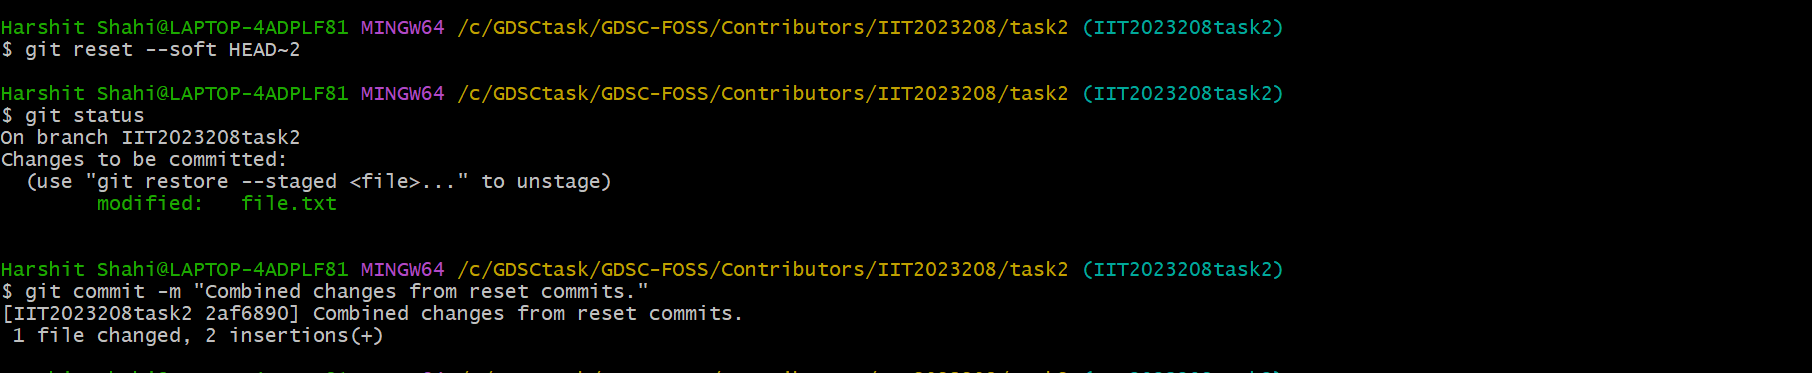 Harshit Shahi@LAPTOP-4ADPLF81 MINGW64 /c/GDSCtask/GDSC-FOSS/Contributors/IIT2023208/task2 (IIT2023208task2)
$ git reset --soft HEAD~2
Harshit Shahi@LAPTOP-4ADPLF81 MINGW64 /c/GDSCtask/GDSC-FOSS/Contributors/IIT2023208/task2 (IIT2023208task2)
$ git status
On branch IIT2023208task2
Changes to be committed:
  (use "git restore --staged <file>..." to unstage)
        modified:   file.txt
Harshit Shahi@LAPTOP-4ADPLF81 MINGW64 /c/GDSCtask/GDSC-FOSS/Contributors/IIT2023208/task2 (IIT2023208task2)
$ git commit -m "Combined changes from reset commits."
[IIT2023208task2 2af6890] Combined changes from reset commits.
 1 file changed, 2 insertions(+)